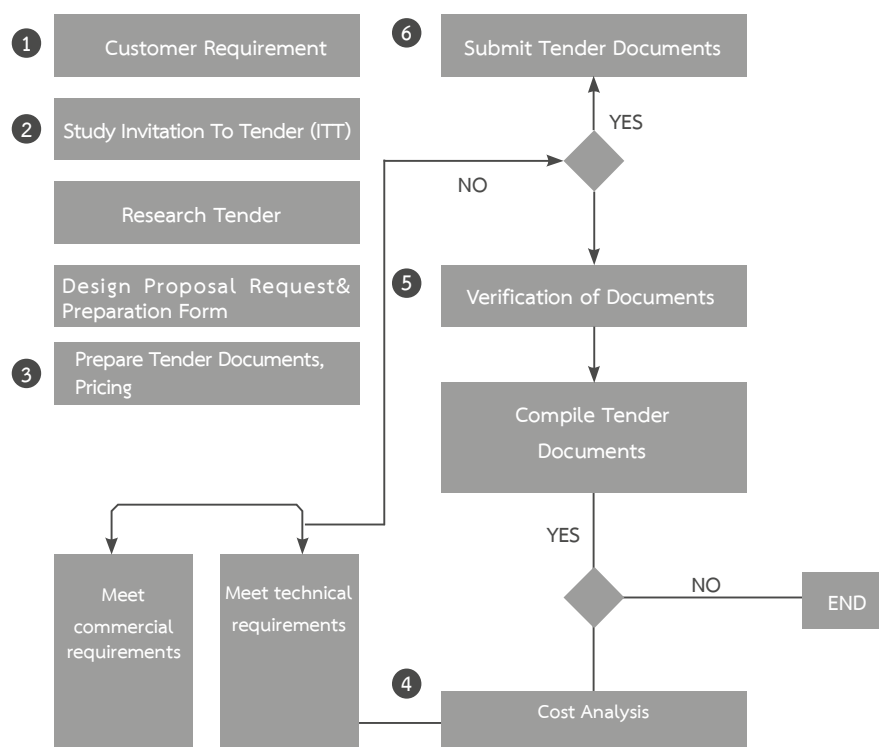 1
Customer Requirement
2
Study Invitation To Tender (ITT)
Research Tender
Design Proposal Request&
Preparation Form
3
Prepare Tender Documents,
Pricing
Meet
commercial
requirements
Meet technical
requirements
6
Submit Tender Documents
YES
NO
5
Verification of Documents
Compile Tender
Documents
YES
NO
END
4
Cost Analysis